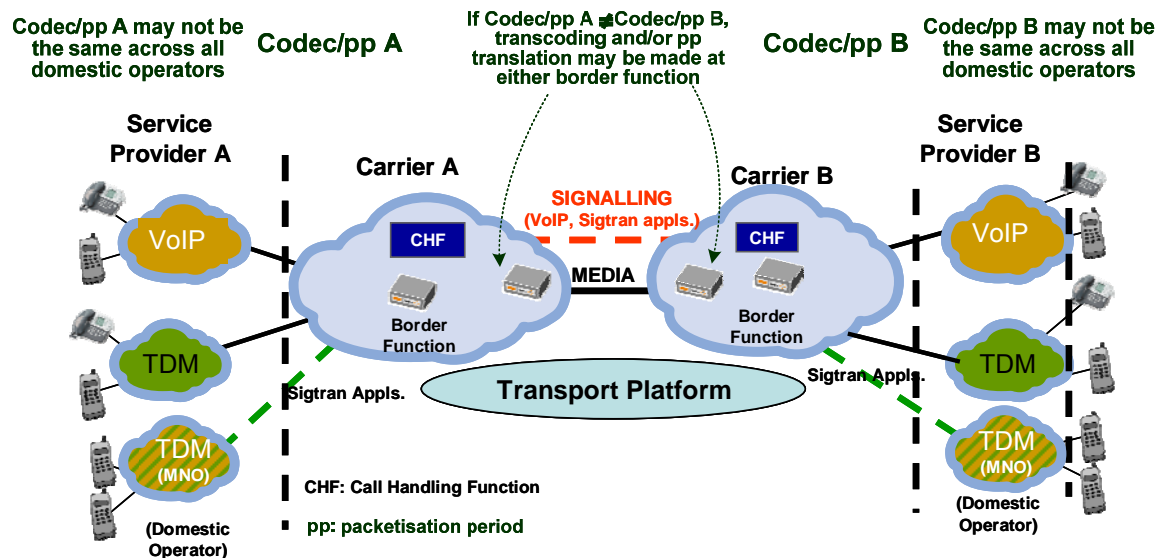 Codec/pp A may not be
the same across all
domestic operators
Codec/pp A
If Codec/pp A ≠Codec/pp B,
transcoding and/or pp
translation may be made at
either border function
Codec/pp B
Codec/pp B may not be
the same across all
domestic operators
Service
Provider A
Carrier A
SIGNALLING
(VoIP, Sigtran appls.)
Carrier B
Service
Provider B
VoIP
CHF
MEDIA
CHF
VoIP
Border
Function
Border
Function
TDM
TDM
Sigtran Appls.
Transport Platform
Sigtran Appls.
TDM
(MNO)
TDM
(MNO)
CHF: Call Handling Function
pp: packetisation period
(Domestic
Operator)
(Domestic
Operator)